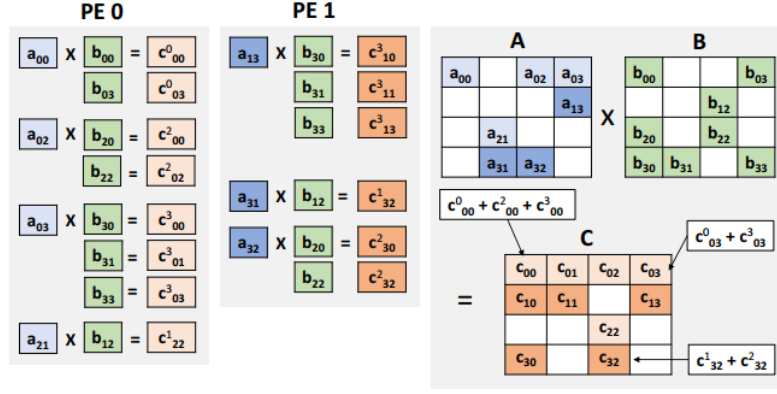 PE 0
a₀₀ X b₀₀ = c⁰₀₀
b₀₃ c⁰₀₃
a₀₂ X b₂₀ = c²₀₀
b₂₂ = c²₀₂
a₀₃ X b₃₀ = c³₀₀
b₃₁ = c³₀₁
b₃₃ = c³₀₃
a₂₁ X b₁₂ = c¹₂₂
PE 1
a₁₃ X b₃₀ = c³₁₀
b₃₁ c³₁₁
b₃₃ c³₁₃
a₃₁ X b₁₂ = c¹₃₂
a₃₂ X b₂₀ = c²₃₀
b₂₂ c²₃₂
A
a₀₀ a₀₂ a₀₃
a₁₃
a₂₁
a₃₁ a₃₂
X
B
b₀₀ b₀₃
b₁₂
b₂₀ b₂₂
b₃₀ b₃₁ b₃₃
c⁰₀₀ + c²₀₀ + c³₀₀
=
C
c₀₀ c₀₁ c₀₂ c₀₃
c₁₀ c₁₁ c₁₃
c₂₂
c₃₀ c₃₂
c⁰₀₃ + c³₀₃
c¹₃₂ + c²₃₂